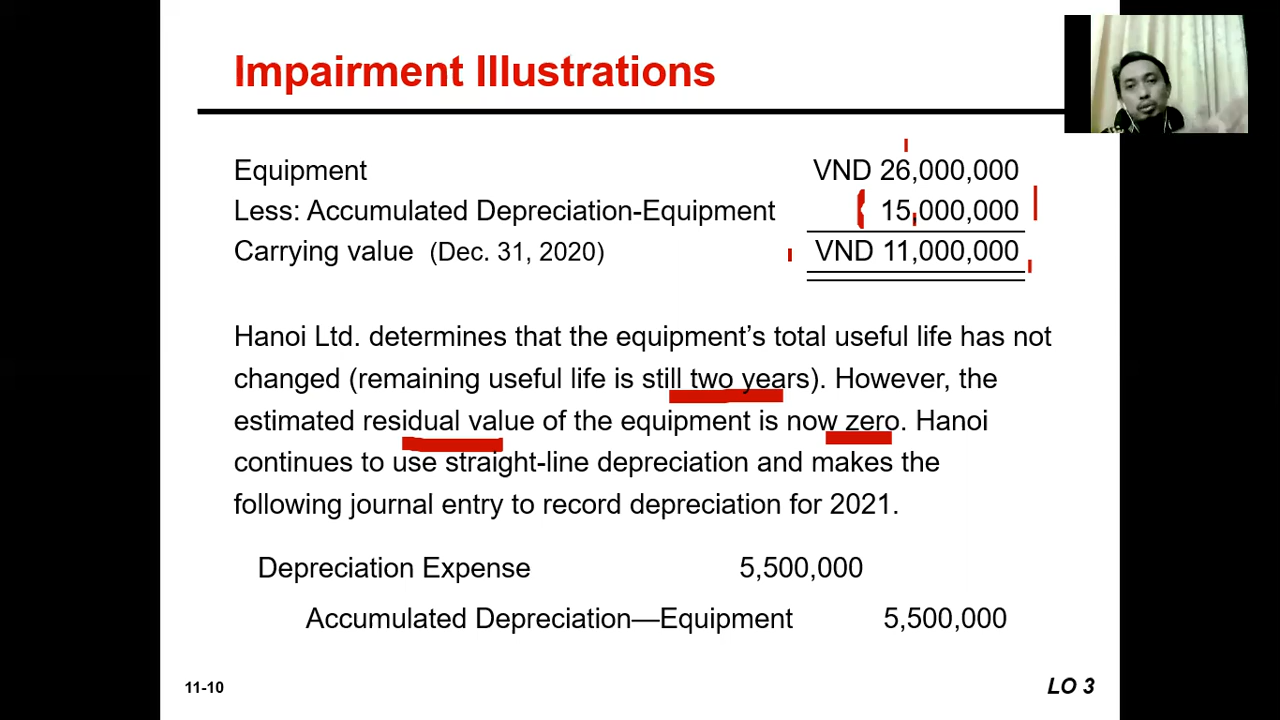 Impairment Illustrations
Equipment VND 26,000,000
Less: Accumulated Depreciation-Equipment 15,000,000
Carrying value (Dec. 31, 2020) VND 11,000,000
Hanoi Ltd. determines that the equipment’s total useful life has not
changed (remaining useful life is still two years). However, the
estimated residual value of the equipment is now zero. Hanoi
continues to use straight-line depreciation and makes the
following journal entry to record depreciation for 2021.
Depreciation Expense 5,500,000
Accumulated Depreciation—Equipment 5,500,000
11-10 LO 3